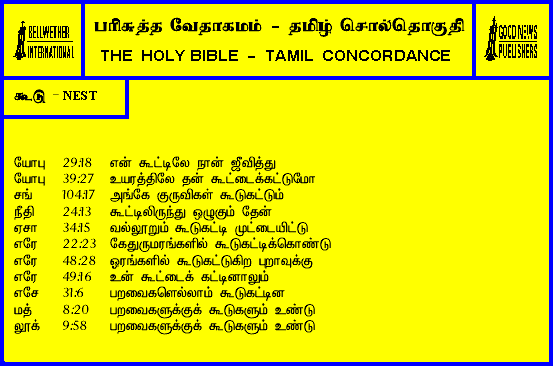 BELLWETHER INTERNATIONAL
பரிசுத்த வேதாகமம் - தமிழ் சொல்தொகுதி
THE HOLY BIBLE - TAMIL CONCORDANCE
GOOD NEWS PUBLISHERS
கூடு - NEST
யோபு 29:18 என் கூட்டிலே நான் ஜீவித்து
யோபு 39:27 உயரத்திலே தன் கூட்டைக்கட்டுமோ
சங் 104:17 அங்கே குருவிகள் கூடுகட்டும்
நீதி 24:13 கூட்டிலிருந்து ஒழுகும் தேன்
ஏசா 34:15 வல்லூறும் கூடுகட்டி முட்டையிட்டு
எரே 22:23 கேதுருமரங்களில் கூடுகட்டிக்கொண்டு
எரே 48:28 ஓரங்களில் கூடுகட்டுகிற புறாவுக்கு
எரே 49:16 உன் கூட்டைக் கட்டினாலும்
எசே 31:6 பறவைகளெல்லாம் கூடுகட்டின
மத் 8:20 பறவைகளுக்குக் கூடுகளும் உண்டு
லூக் 9:58 பறவைகளுக்குக் கூடுகளும் உண்டு